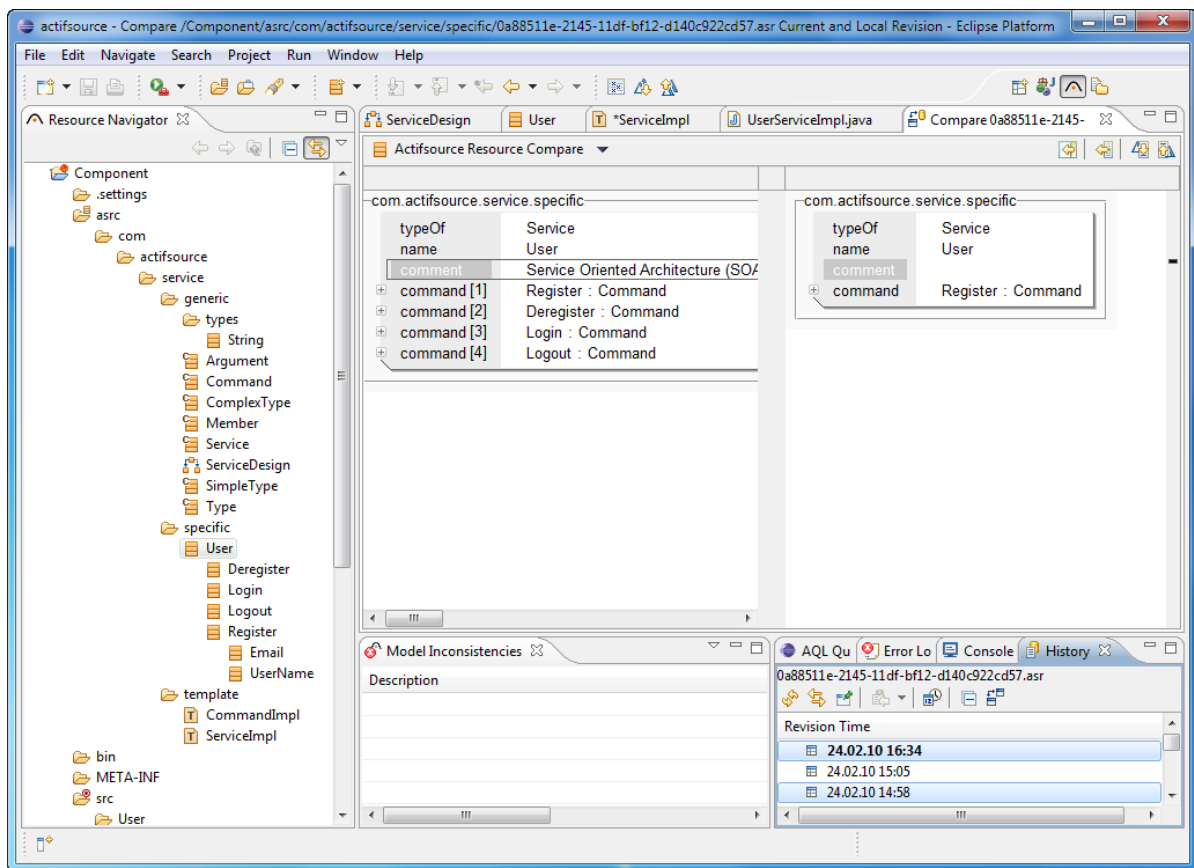 actifsource - Compare /Component/asrc/com/actifsource/service/specific/0a88511e-2145-11df-bf12-d140c922cd57.asr Current and Local Revision - Eclipse Platform
File Edit Navigate Search Project Run Window Help
Resource Navigator
Component
.settings
asrc
com
actifsource
service
generic
types
String
Argument
Command
ComplexType
Member
Service
ServiceDesign
SimpleType
Type
specific
User
Deregister
Login
Logout
Register
Email
UserName
template
CommandImpl
ServiceImpl
bin
META-INF
src
User
ServiceDesign User *ServiceImpl UserServiceImpl.java Compare 0a88511e-2145-
Actifsource Resource Compare
com.actifsource.service.specific
typeOf Service
name User
comment Service Oriented Architecture (SOA
command [1] Register : Command
command [2] Deregister : Command
command [3] Login : Command
command [4] Logout : Command
com.actifsource.service.specific
typeOf Service
name User
comment
command Register : Command
Model Inconsistencies
Description
AQL Qu Error Lo Console History
0a88511e-2145-11df-bf12-d140c922cd57.asr
Revision Time
24.02.10 16:34
24.02.10 15:05
24.02.10 14:58